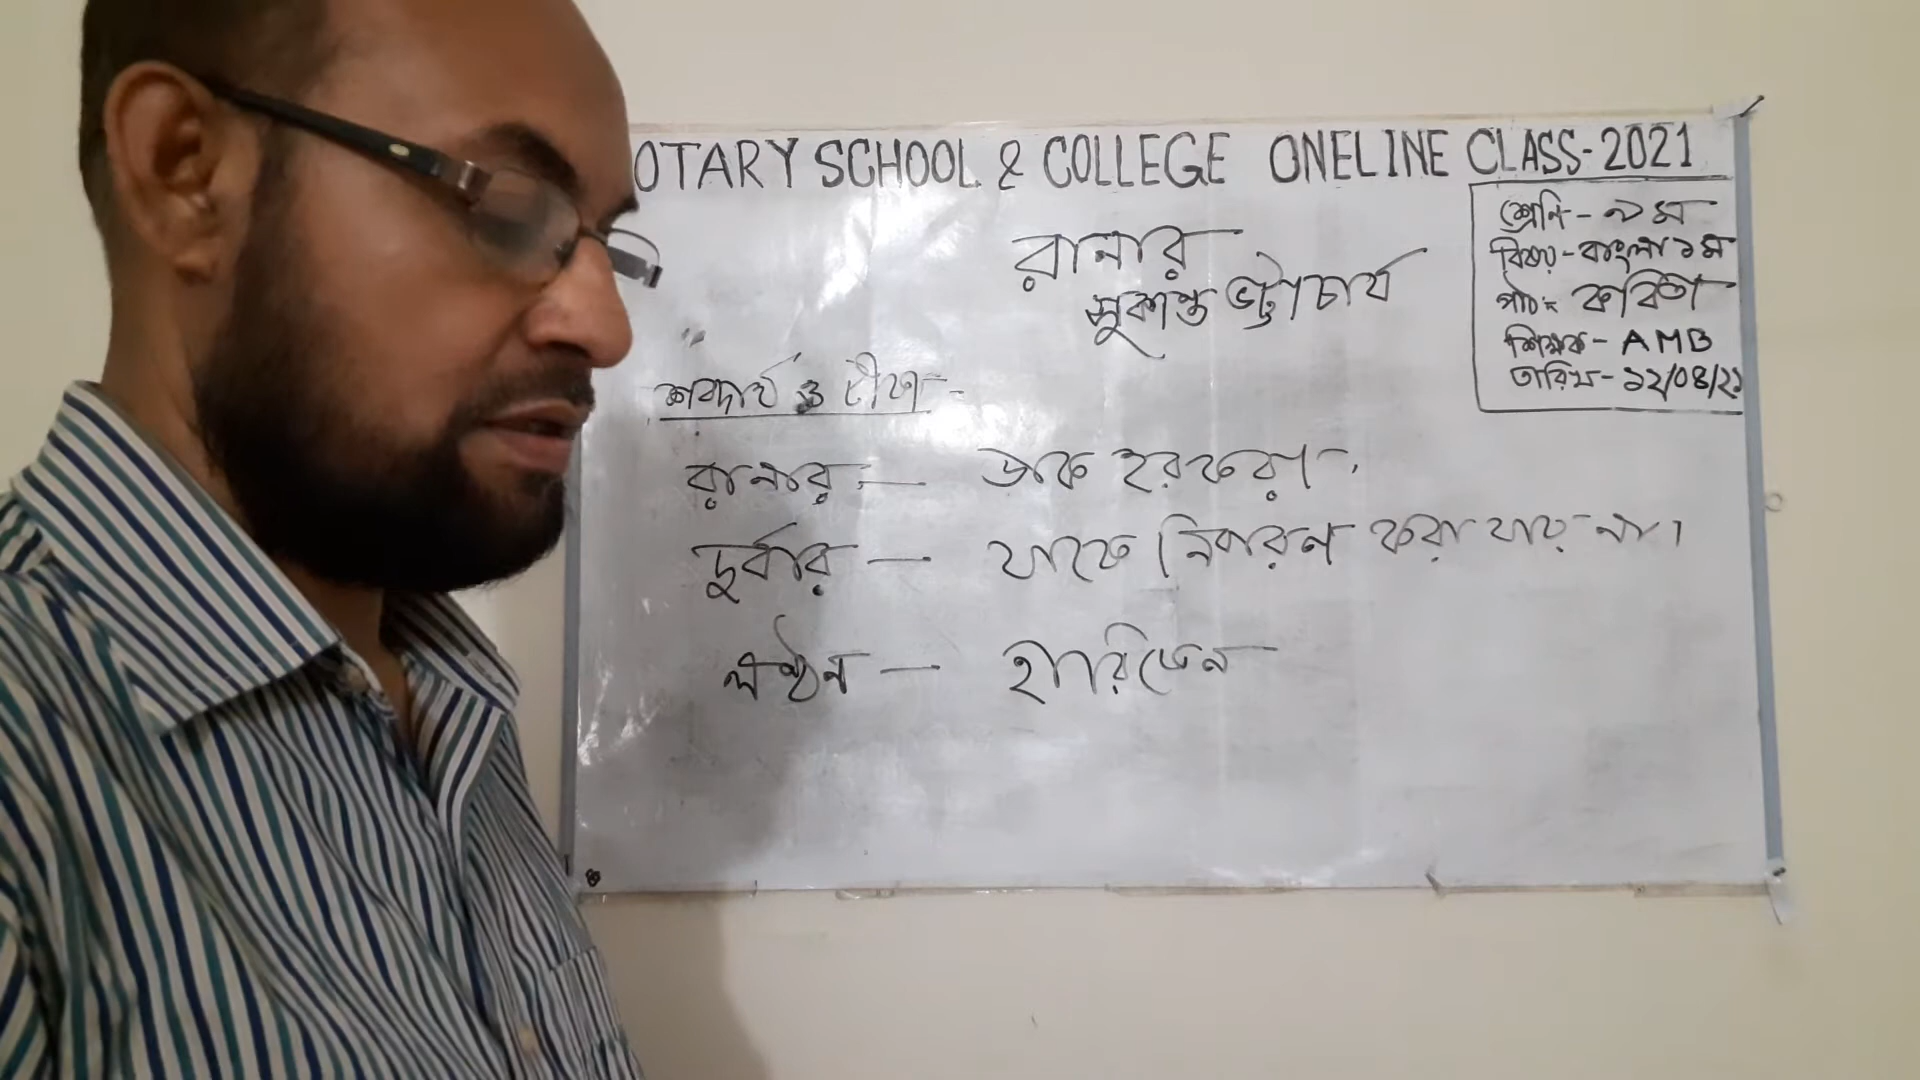 OTARY SCHOOL & COLLEGE ONELINE CLASS-2021
রানার
সুকান্ত ভট্টাচার্য
শ্রেনি - ৯ম
বিষয় - বাংলা ১ম
পাঠঃ কবিতা
শিক্ষক - AMB
তারিখ - ১২/০৪/২১
শব্দার্থ ও টীকা -
রানার — ডাক হরকরা
দুর্বার — যাকে নিবারণ করা যায় না।
লণ্ঠন — হারিকেন